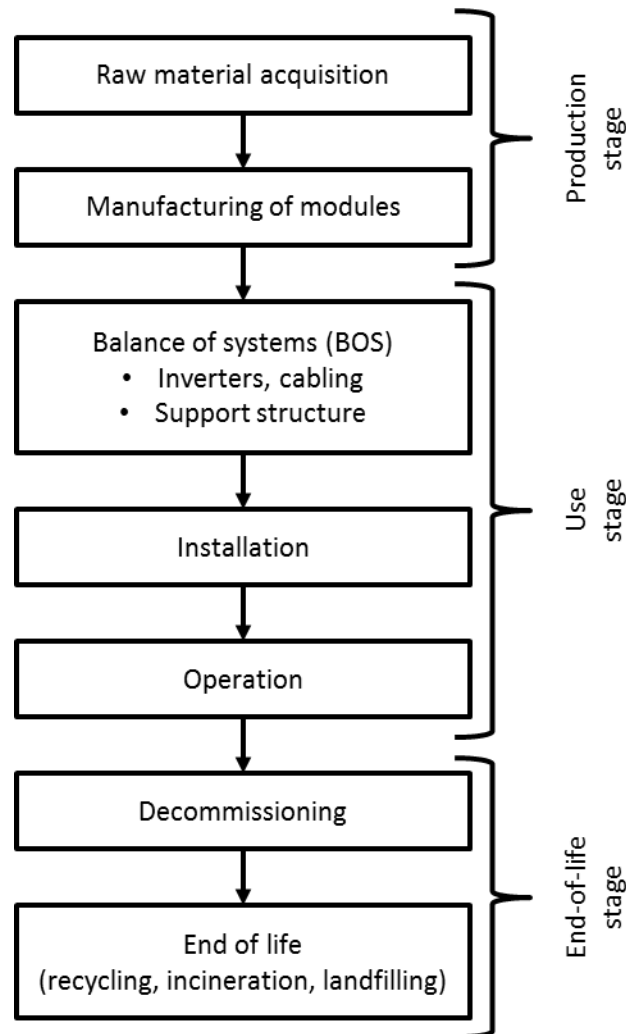 Raw material acquisition
Manufacturing of modules
Production
stage
Balance of systems (BOS)
• Inverters, cabling
• Support structure
Installation
Operation
Use
stage
Decommissioning
End of life
(recycling, incineration, landfilling)
End-of-life
stage